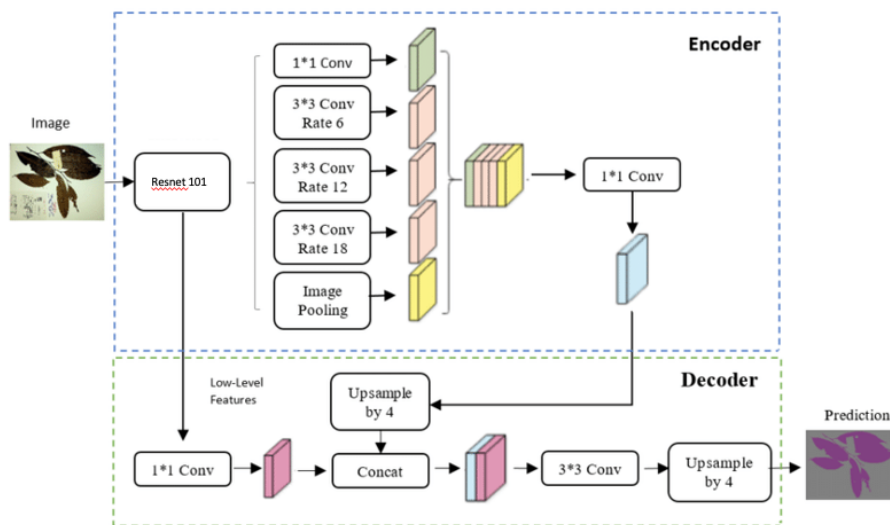 Encoder
Image
Resnet 101
1*1 Conv
3*3 Conv
Rate 6
3*3 Conv
Rate 12
3*3 Conv
Rate 18
Image
Pooling
1*1 Conv
Decoder
Low-Level
Features
Upsample
by 4
1*1 Conv
Concat
3*3 Conv
Upsample
by 4
Prediction